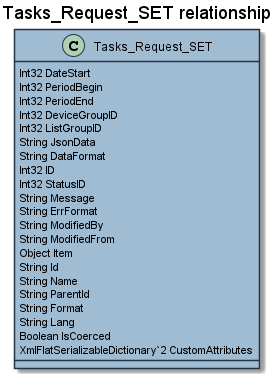 Tasks_Request_SET relationship
C Tasks_Request_SET
Int32 DateStart
Int32 PeriodBegin
Int32 PeriodEnd
Int32 DeviceGroupID
Int32 ListGroupID
String JsonData
String DataFormat
Int32 ID
Int32 StatusID
String Message
String ErrFormat
String ModifiedBy
String ModifiedFrom
Object Item
String Id
String Name
String ParentId
String Format
String Lang
Boolean IsCoerced
XmlFlatSerializableDictionary`2 CustomAttributes